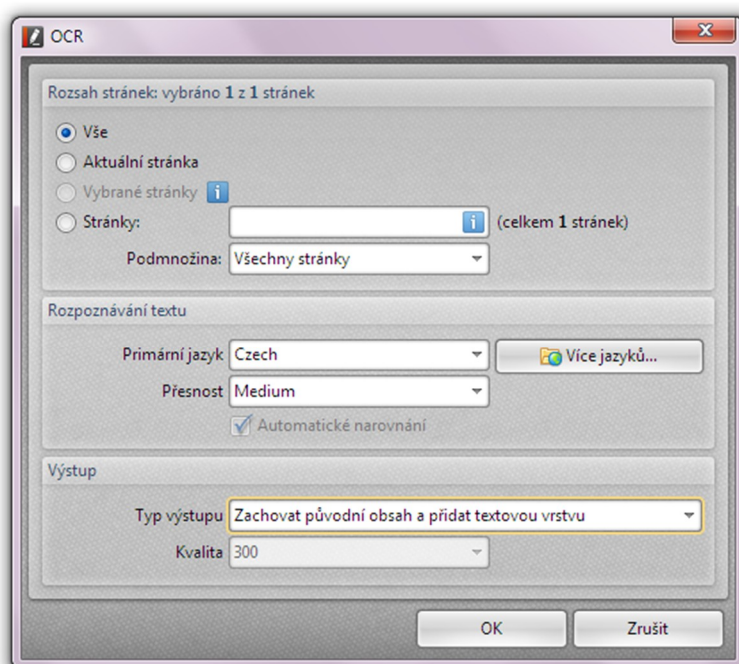 OCR
Rozsah stránek: vybráno 1 z 1 stránek
Vše
Aktuální stránka
Vybrané stránky
Stránky:
(celkem 1 stránek)
Podmnožina: Všechny stránky
Rozpoznávání textu
Primární jazyk Czech
Více jazyků...
Přesnost Medium
Automatické narovnání
Výstup
Typ výstupu Zachovat původní obsah a přidat textovou vrstvu
Kvalita 300
OK Zrušit